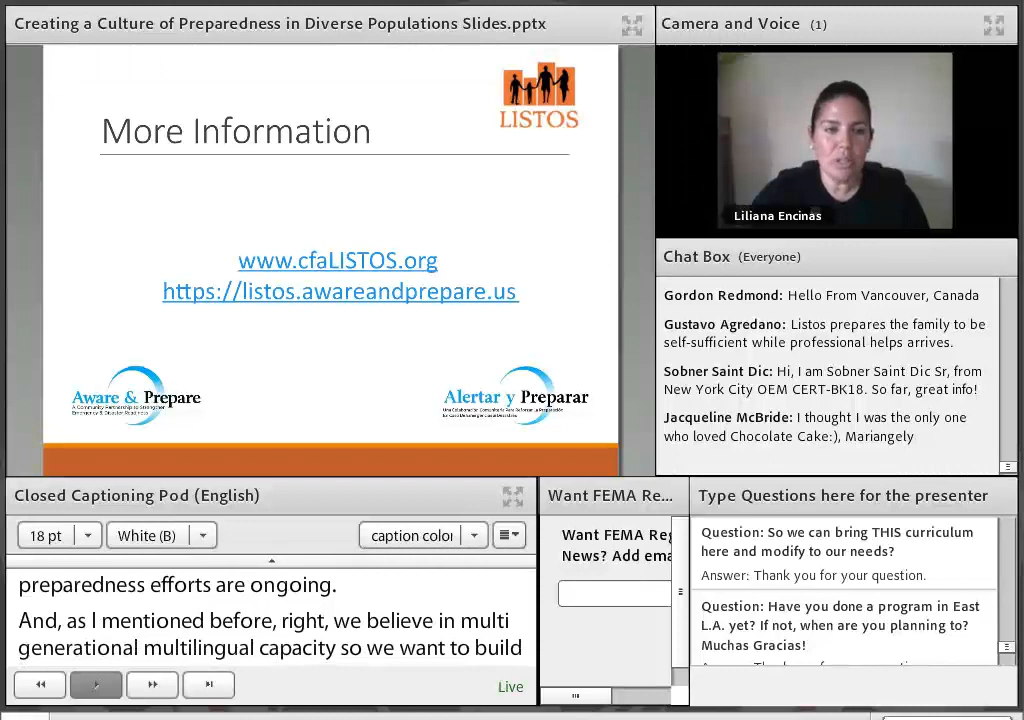 Creating a Culture of Preparedness in Diverse Populations Slides.pptx
LISTOS
More Information
www.cfaLISTOS.org
https://listos.awareandprepare.us
Aware & Prepare
A Community Partnership to Strengthen
Emergency & Disaster Readiness
Alertar y Preparar
Camera and Voice (1)
Liliana Encinas
Chat Box (Everyone)
Gordon Redmond: Hello From Vancouver, Canada
Gustavo Agredano: Listos prepares the family to be
self-sufficient while professional helps arrives.
Sobner Saint Dic: Hi, I am Sobner Saint Dic Sr, from
New York City OEM CERT-BK18. So far, great info!
Jacqueline McBride: I thought I was the only one
who loved Chocolate Cake:), Mariangely
Closed Captioning Pod (English)
18 pt
White (B)
caption color
preparedness efforts are ongoing.
And, as I mentioned before, right, we believe in multi
generational multilingual capacity so we want to build
Live
Want FEMA Re...
Want FEMA Reg
News? Add ema
Type Questions here for the presenter
Question: So we can bring THIS curriculum
here and modify to our needs?
Answer: Thank you for your question.
Question: Have you done a program in East
L.A. yet? If not, when are you planning to?
Muchas Gracias!